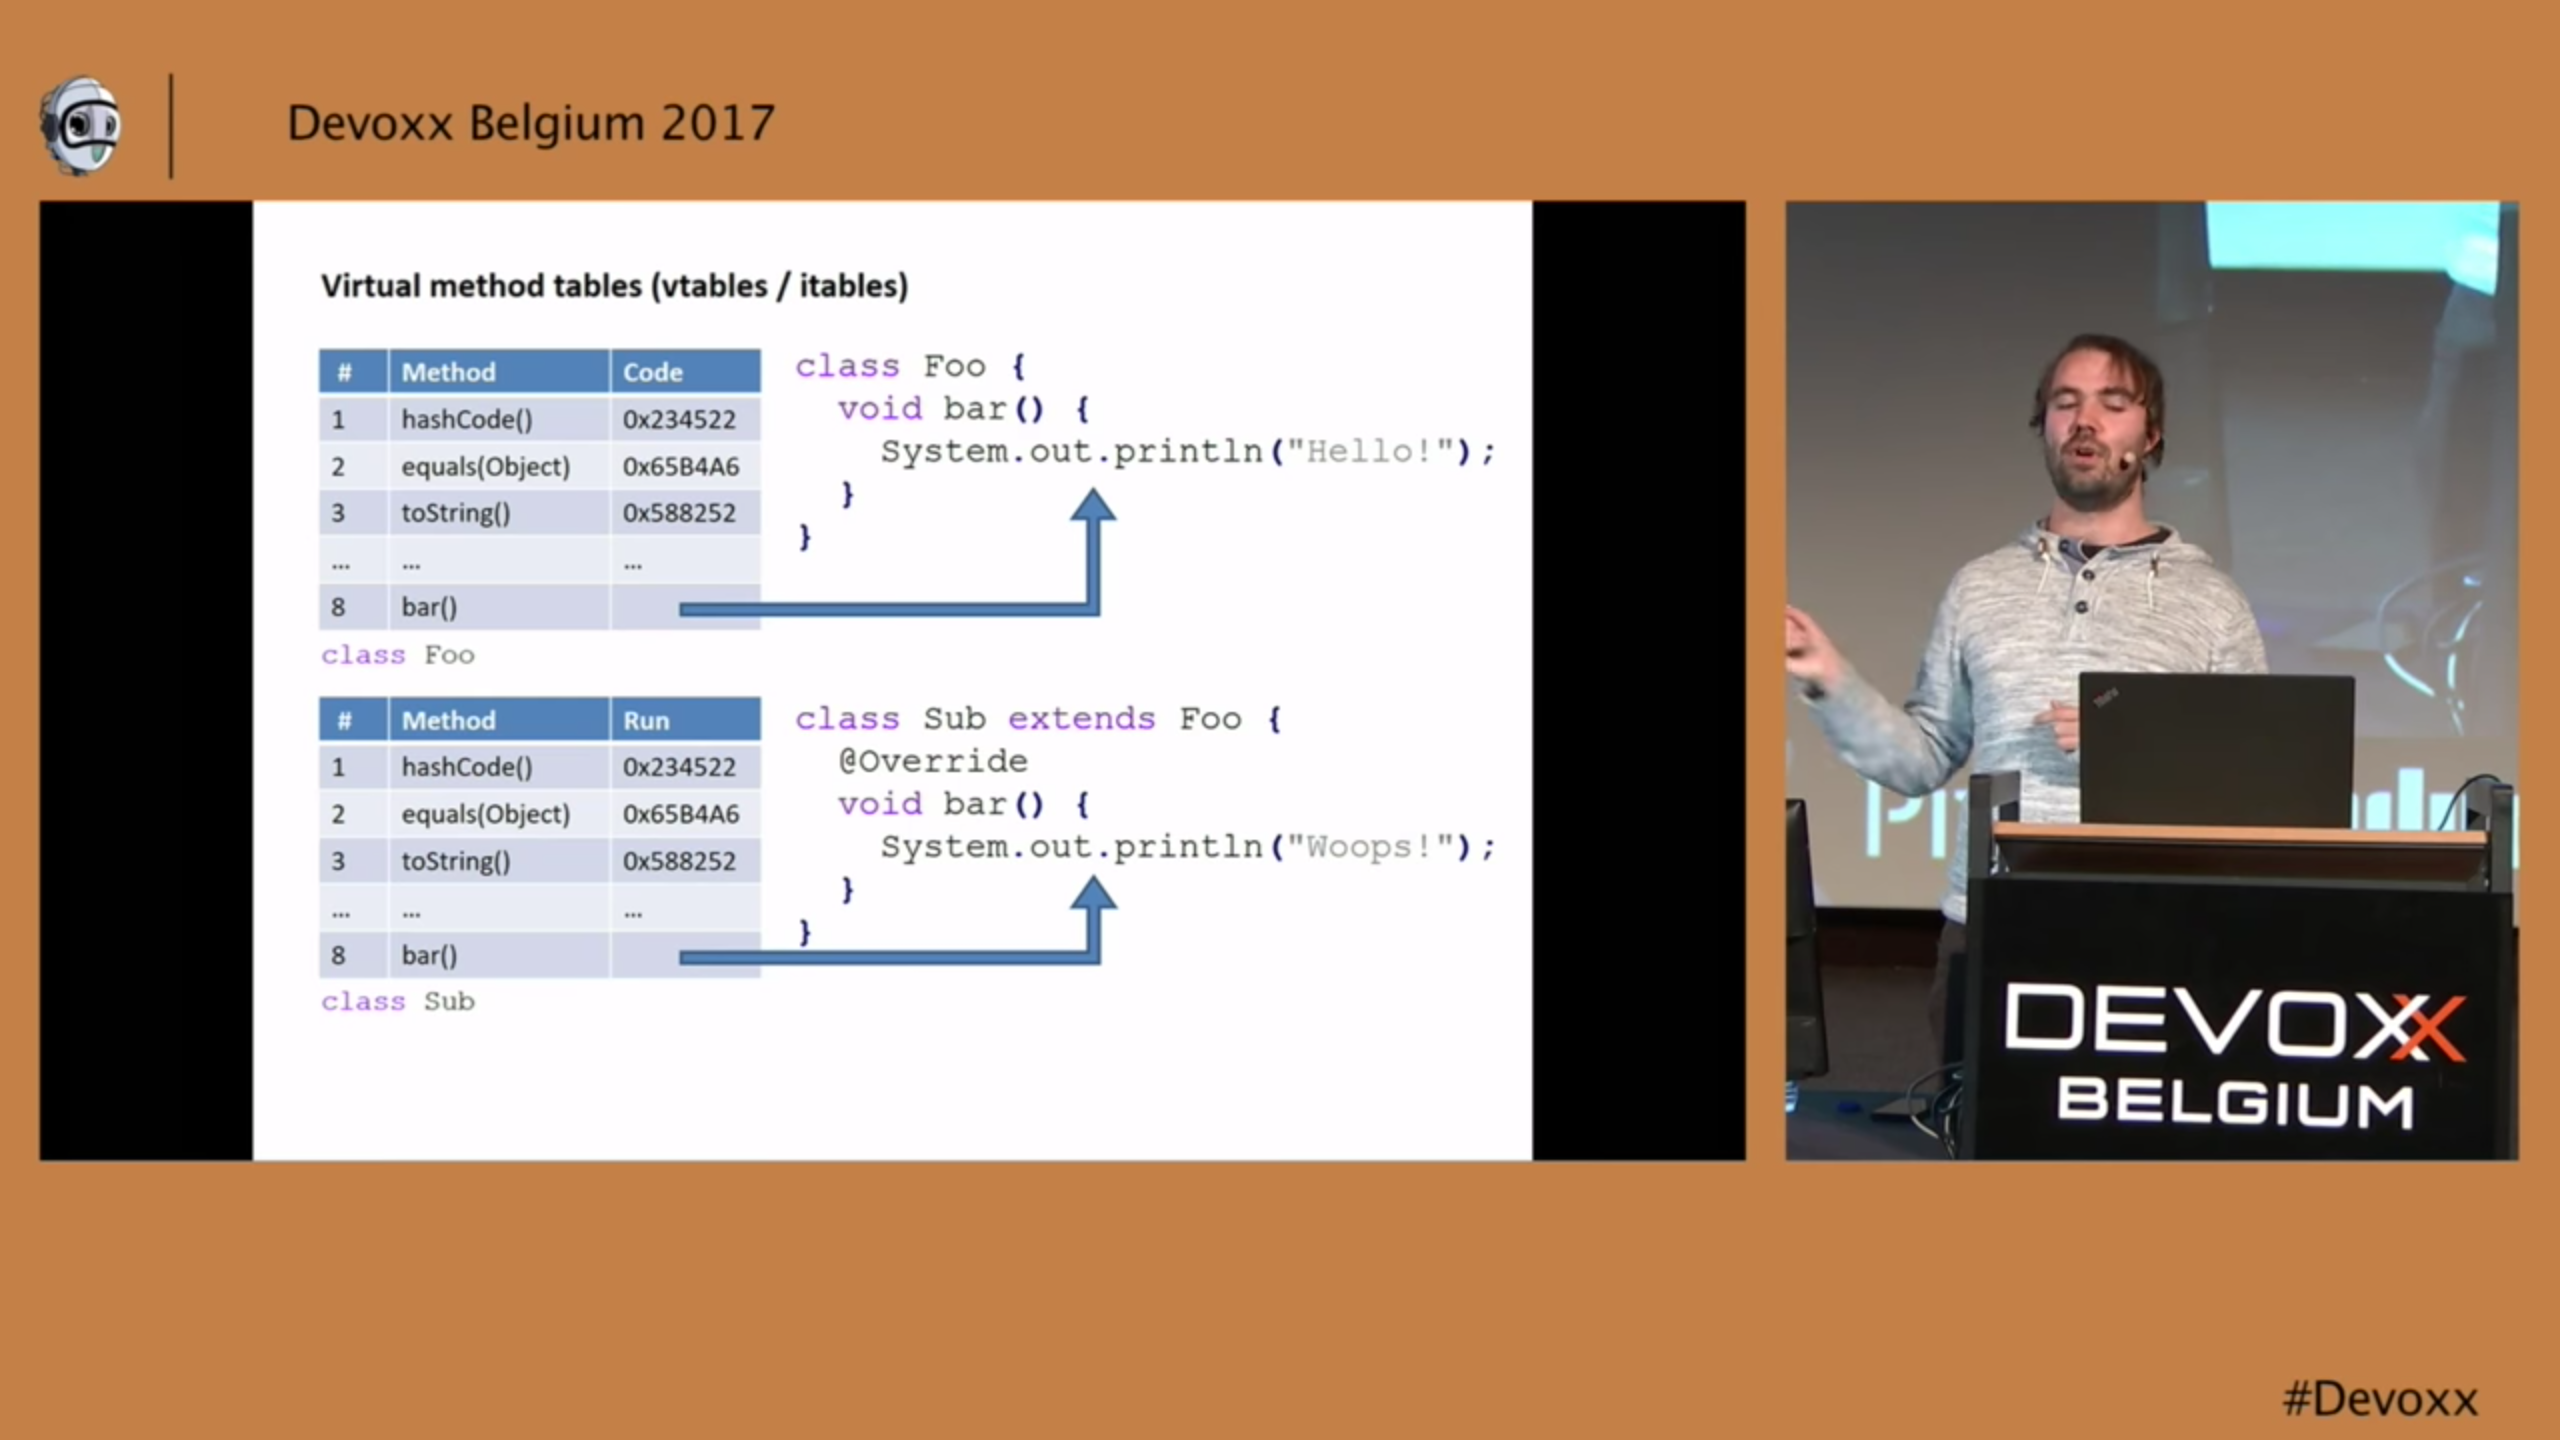 Devoxx Belgium 2017
Virtual method tables (vtables / itables)
# Method Code
1 hashCode() 0x234522
2 equals(Object) 0x65B4A6
3 toString() 0x588252
... ... ...
8 bar()
class Foo
class Foo {
void bar() {
System.out.println("Hello!");
}
}
# Method Run
1 hashCode() 0x234522
2 equals(Object) 0x65B4A6
3 toString() 0x588252
... ... ...
8 bar()
class Sub
class Sub extends Foo {
@Override
void bar() {
System.out.println("Woops!");
}
}
DEVOXX
BELGIUM
#Devoxx